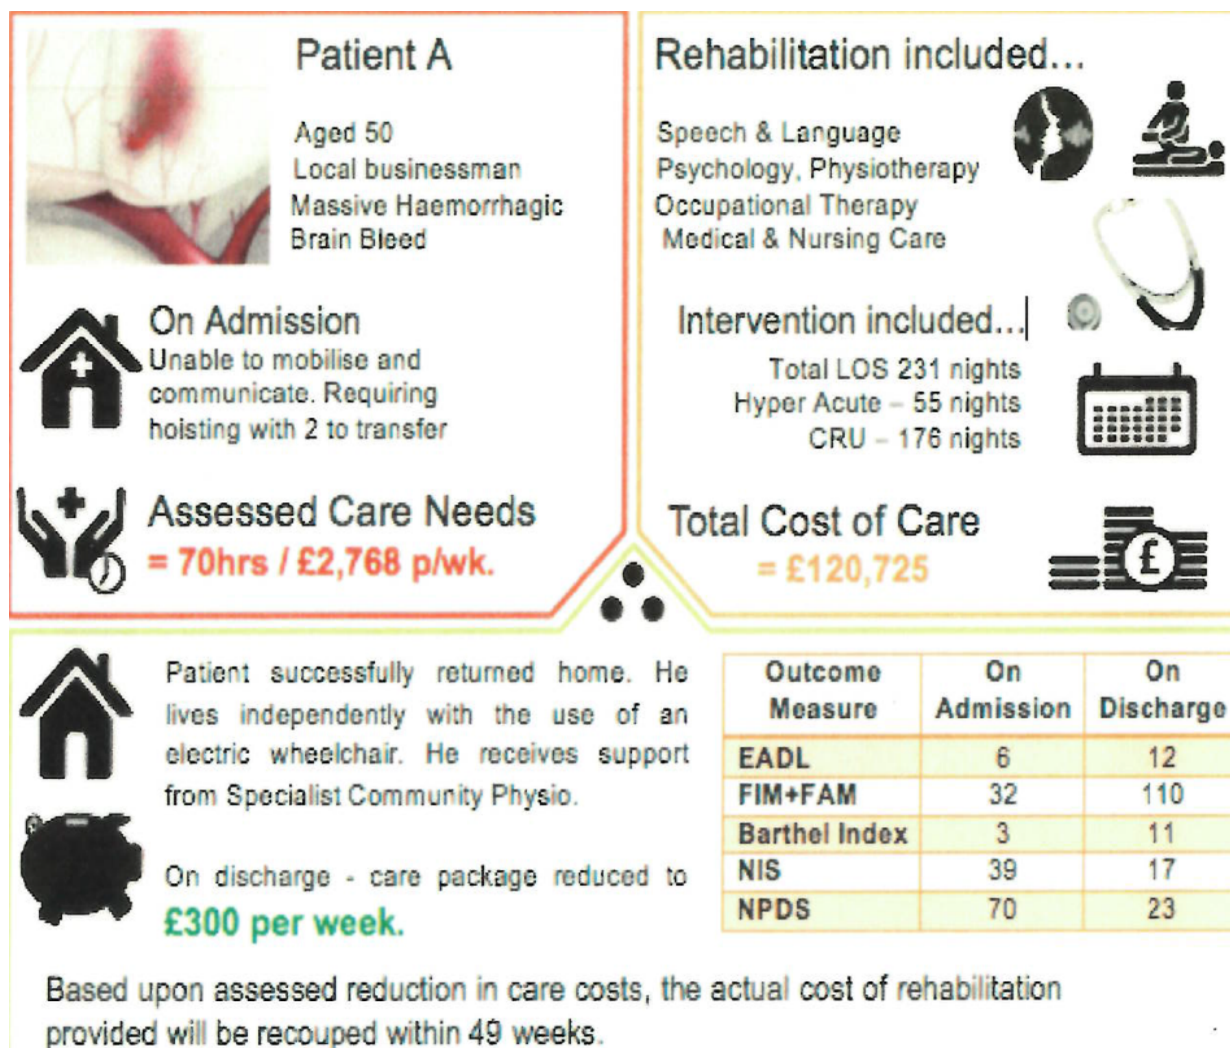 Patient A
Aged 50
Local businessman
Massive Haemorrhagic
Brain Bleed
On Admission
Unable to mobilise and
communicate. Requiring
hoisting with 2 to transfer
Assessed Care Needs
= 70hrs / £2,768 p/wk.
Rehabilitation included...
Speech & Language
Psychology, Physiotherapy
Occupational Therapy
Medical & Nursing Care
Intervention included...
Total LOS 231 nights
Hyper Acute – 55 nights
CRU – 176 nights
Total Cost of Care
= £120,725
£
Patient successfully returned home. He
lives independently with the use of an
electric wheelchair. He receives support
from Specialist Community Physio.
On discharge - care package reduced to
£300 per week.
Outcome Measure On Admission On Discharge
EADL 6 12
FIM+FAM 32 110
Barthel Index 3 11
NIS 39 17
NPDS 70 23
Based upon assessed reduction in care costs, the actual cost of rehabilitation
provided will be recouped within 49 weeks.